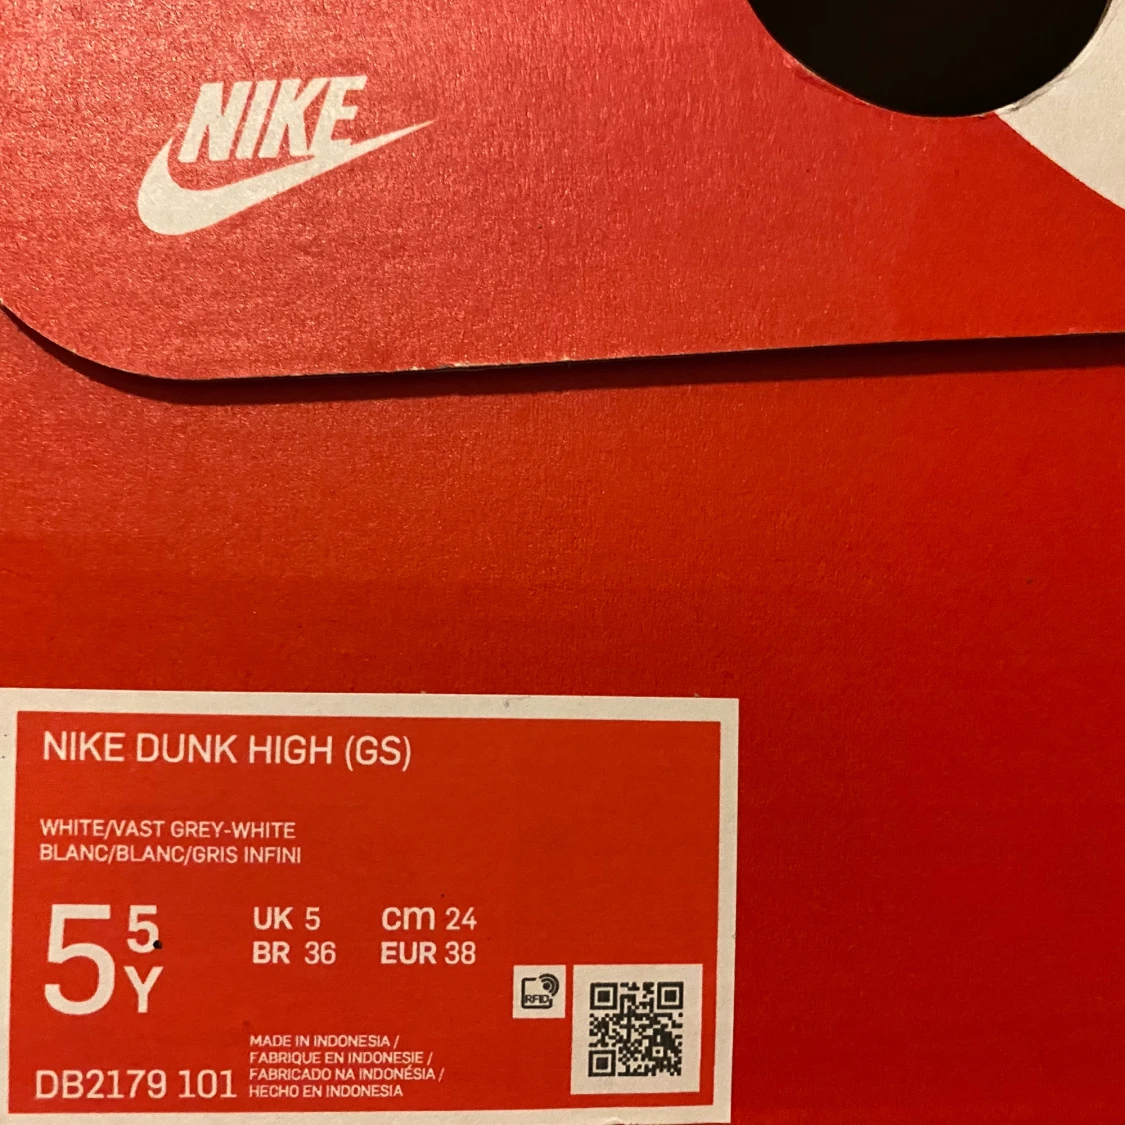 NIKE
NIKE DUNK HIGH (GS)
WHITE/VAST GREY-WHITE
BLANC/BLANC/GRIS INFINI
5 5 Y
UK 5 cm 24
BR 36 EUR 38
RFID
MADE IN INDONESIA /
FABRIQUE EN INDONESIE /
FABRICADO NA INDONÉSIA /
HECHO EN INDONESIA
DB2179 101